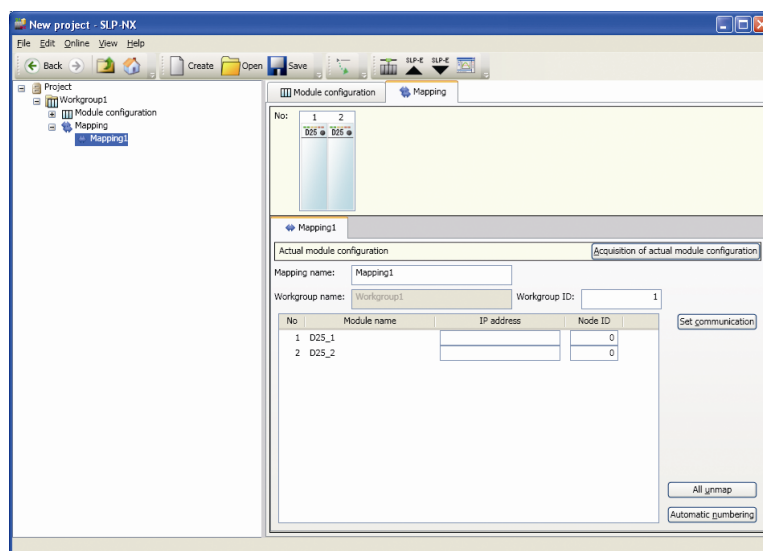 New project - SLP-NX
File Edit Online View Help
Back Create Open Save SLP-E SLP-E
Project
Workgroup1
Module configuration
Mapping
Mapping1
Module configuration Mapping
No: 1 2
D25 D25
Mapping1
Actual module configuration Acquisition of actual module configuration
Mapping name: Mapping1
Workgroup name: Workgroup1 Workgroup ID: 1
No Module name IP address Node ID Set communication
1 D25_1 0
2 D25_2 0
All unmap
Automatic numbering